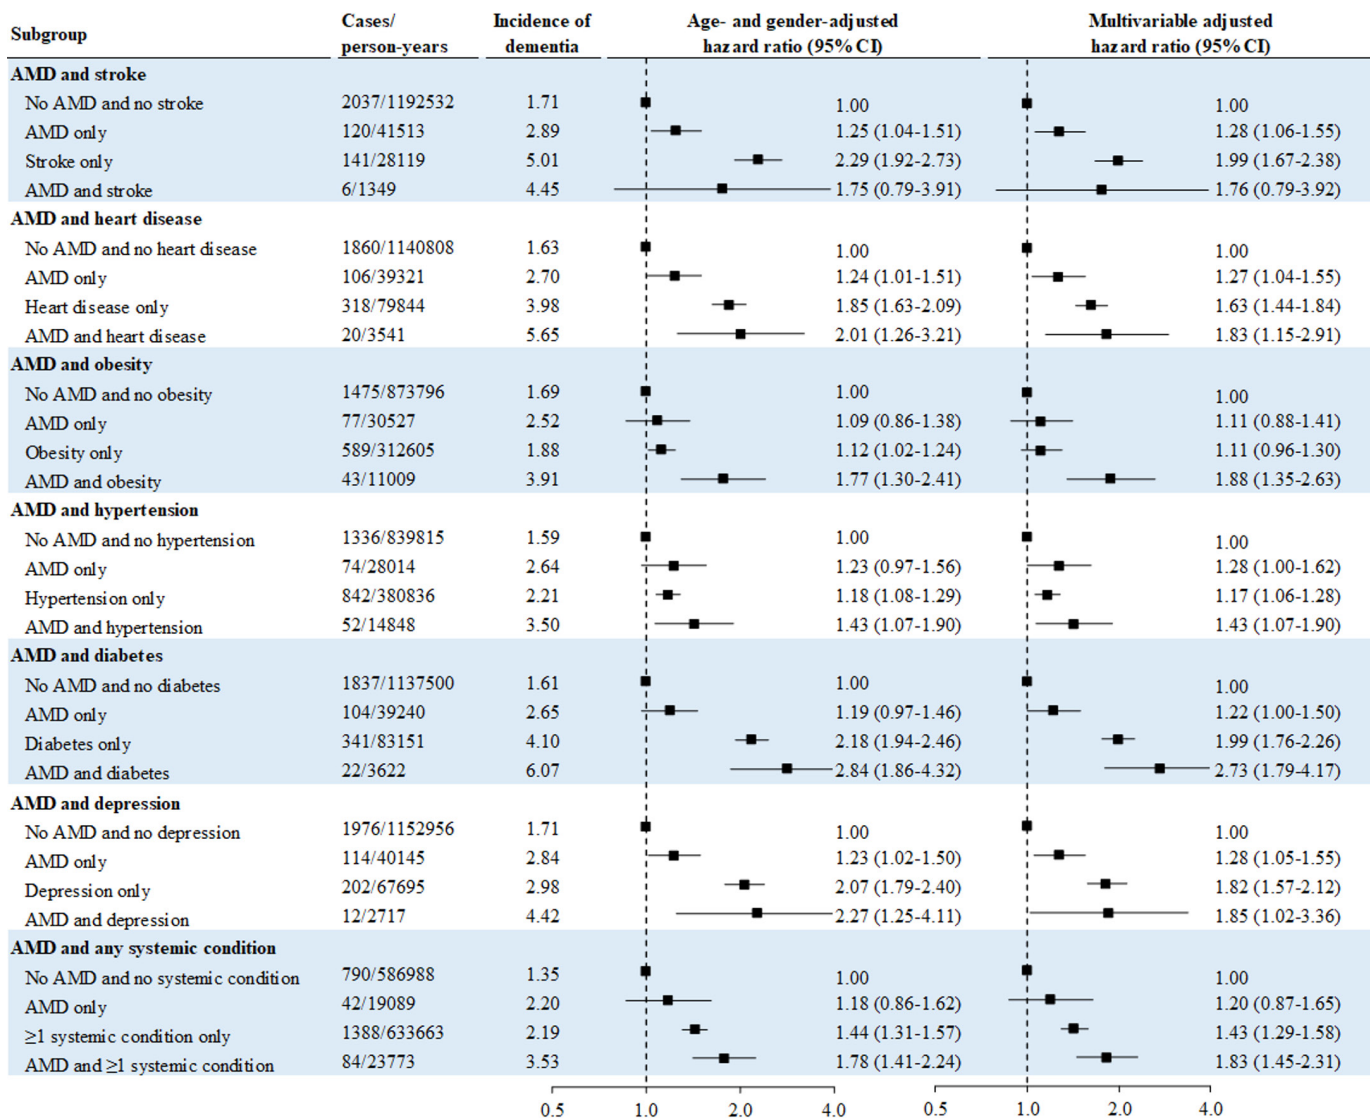 Subgroup Cases/ person-years Incidence of dementia Age- and gender-adjusted hazard ratio (95% CI) Multivariable adjusted hazard ratio (95% CI)
AMD and stroke
No AMD and no stroke 2037/1192532 1.71 1.00 1.00
AMD only 120/41513 2.89 1.25 (1.04-1.51) 1.28 (1.06-1.55)
Stroke only 141/28119 5.01 2.29 (1.92-2.73) 1.99 (1.67-2.38)
AMD and stroke 6/1349 4.45 1.75 (0.79-3.91) 1.76 (0.79-3.92)
AMD and heart disease
No AMD and no heart disease 1860/1140808 1.63 1.00 1.00
AMD only 106/39321 2.70 1.24 (1.01-1.51) 1.27 (1.04-1.55)
Heart disease only 318/79844 3.98 1.85 (1.63-2.09) 1.63 (1.44-1.84)
AMD and heart disease 20/3541 5.65 2.01 (1.26-3.21) 1.83 (1.15-2.91)
AMD and obesity
No AMD and no obesity 1475/873796 1.69 1.00 1.00
AMD only 77/30527 2.52 1.09 (0.86-1.38) 1.11 (0.88-1.41)
Obesity only 589/312605 1.88 1.12 (1.02-1.24) 1.11 (0.96-1.30)
AMD and obesity 43/11009 3.91 1.77 (1.30-2.41) 1.88 (1.35-2.63)
AMD and hypertension
No AMD and no hypertension 1336/839815 1.59 1.00 1.00
AMD only 74/28014 2.64 1.23 (0.97-1.56) 1.28 (1.00-1.62)
Hypertension only 842/380836 2.21 1.18 (1.08-1.29) 1.17 (1.06-1.28)
AMD and hypertension 52/14848 3.50 1.43 (1.07-1.90) 1.43 (1.07-1.90)
AMD and diabetes
No AMD and no diabetes 1837/1137500 1.61 1.00 1.00
AMD only 104/39240 2.65 1.19 (0.97-1.46) 1.22 (1.00-1.50)
Diabetes only 341/83151 4.10 2.18 (1.94-2.46) 1.99 (1.76-2.26)
AMD and diabetes 22/3622 6.07 2.84 (1.86-4.32) 2.73 (1.79-4.17)
AMD and depression
No AMD and no depression 1976/1152956 1.71 1.00 1.00
AMD only 114/40145 2.84 1.23 (1.02-1.50) 1.28 (1.05-1.55)
Depression only 202/67695 2.98 2.07 (1.79-2.40) 1.82 (1.57-2.12)
AMD and depression 12/2717 4.42 2.27 (1.25-4.11) 1.85 (1.02-3.36)
AMD and any systemic condition
No AMD and no systemic condition 790/586988 1.35 1.00 1.00
AMD only 42/19089 2.20 1.18 (0.86-1.62) 1.20 (0.87-1.65)
≥1 systemic condition only 1388/633663 2.19 1.44 (1.31-1.57) 1.43 (1.29-1.58)
AMD and ≥1 systemic condition 84/23773 3.53 1.78 (1.41-2.24) 1.83 (1.45-2.31)
0.5 1.0 2.0 4.0 0.5 1.0 2.0 4.0